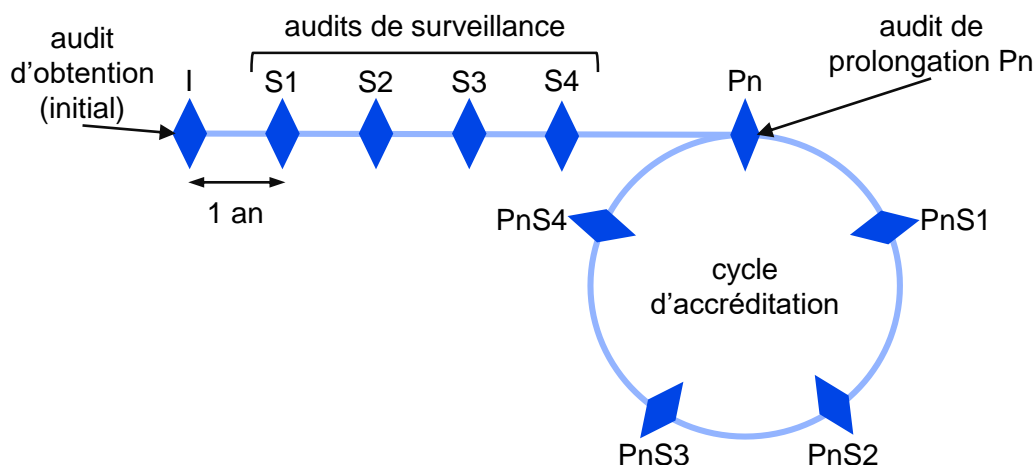 audit
d’obtention
(initial)
audits de surveillance
audit de
prolongation Pn
I
S1
S2
S3
S4
Pn
1 an
PnS4
PnS1
cycle
d’accréditation
PnS3
PnS2